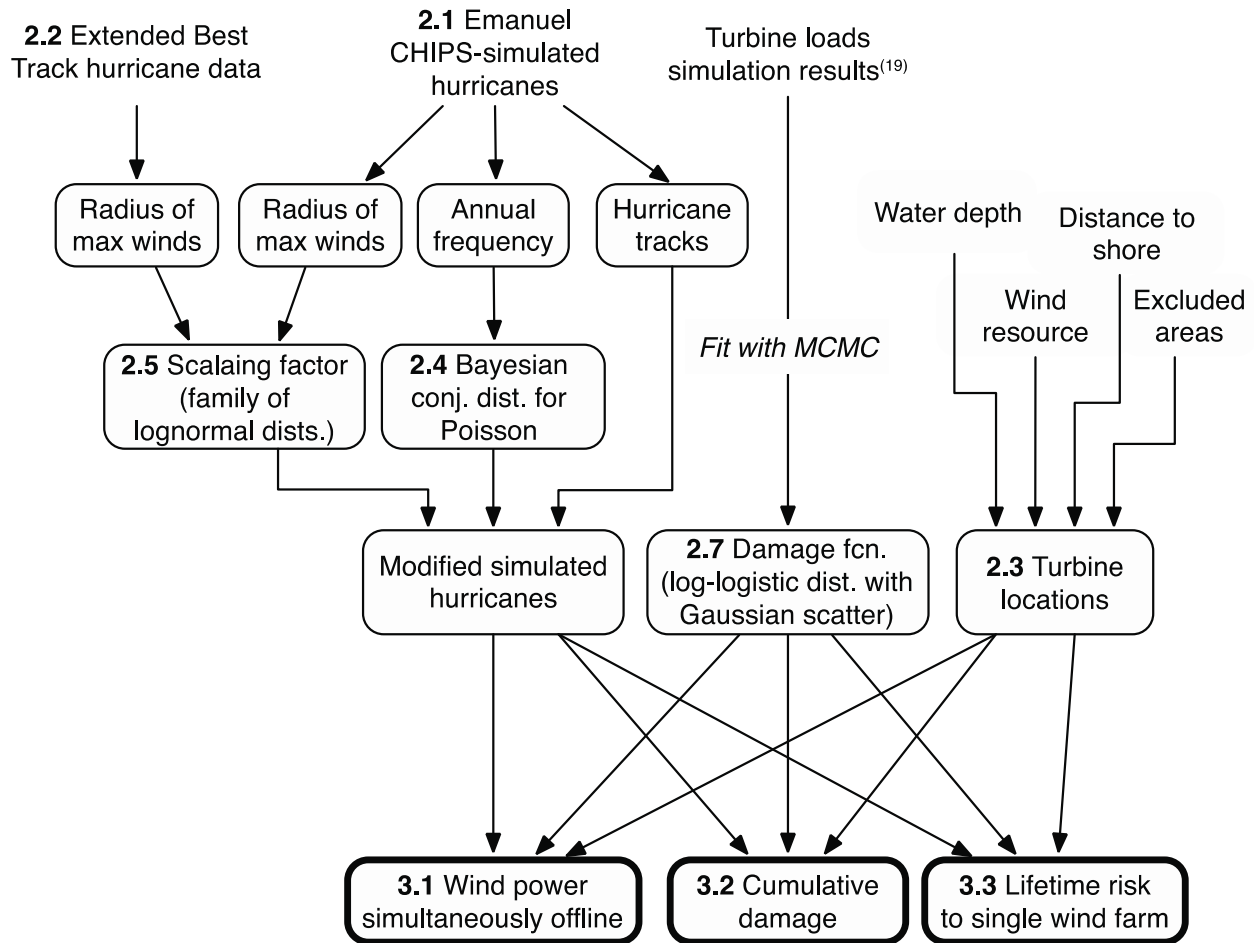 2.2 Extended Best
Track hurricane data
2.1 Emanuel
CHIPS-simulated
hurricanes
Turbine loads
simulation results(19)
Radius of
max winds
Radius of
max winds
Annual
frequency
Hurricane
tracks
Water depth
Distance to
shore
Wind
resource
Excluded
areas
Fit with MCMC
2.5 Scalaing factor
(family of
lognormal dists.)
2.4 Bayesian
conj. dist. for
Poisson
Modified simulated
hurricanes
2.7 Damage fcn.
(log-logistic dist. with
Gaussian scatter)
2.3 Turbine
locations
3.1 Wind power
simultaneously offline
3.2 Cumulative
damage
3.3 Lifetime risk
to single wind farm